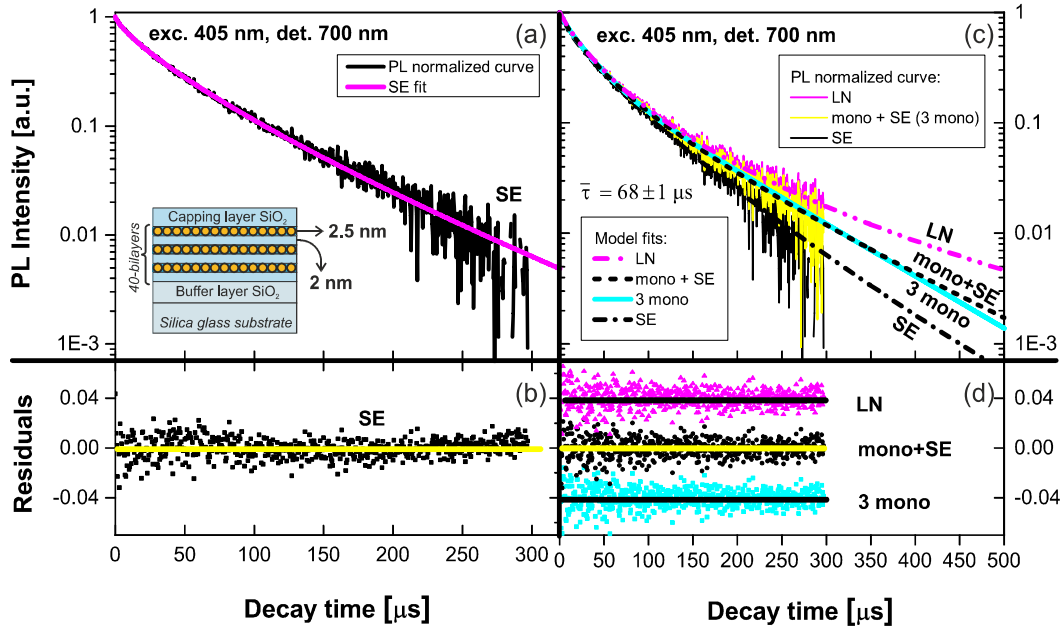 exc. 405 nm, det. 700 nm
(a)
PL normalized curve
SE fit
SE
1
0.1
0.01
1E-3
PL Intensity [a.u.]
Capping layer SiO₂
2.5 nm
2 nm
40-bilayers
Buffer layer SiO₂
Silica glass substrate
exc. 405 nm, det. 700 nm
(c)
PL normalized curve:
LN
mono + SE (3 mono)
SE
τ̅ = 68±1 μs
Model fits:
LN
mono + SE
3 mono
SE
LN
mono+SE
3 mono
SE
1
0.1
0.01
1E-3
(b)
SE
0.04
0.00
-0.04
Residuals
0 50 100 150 200 250 300
Decay time [μs]
(d)
LN
mono+SE
3 mono
0.04
0.00
-0.04
0 50 100 150 200 250 300 350 400 450 500
Decay time [μs]